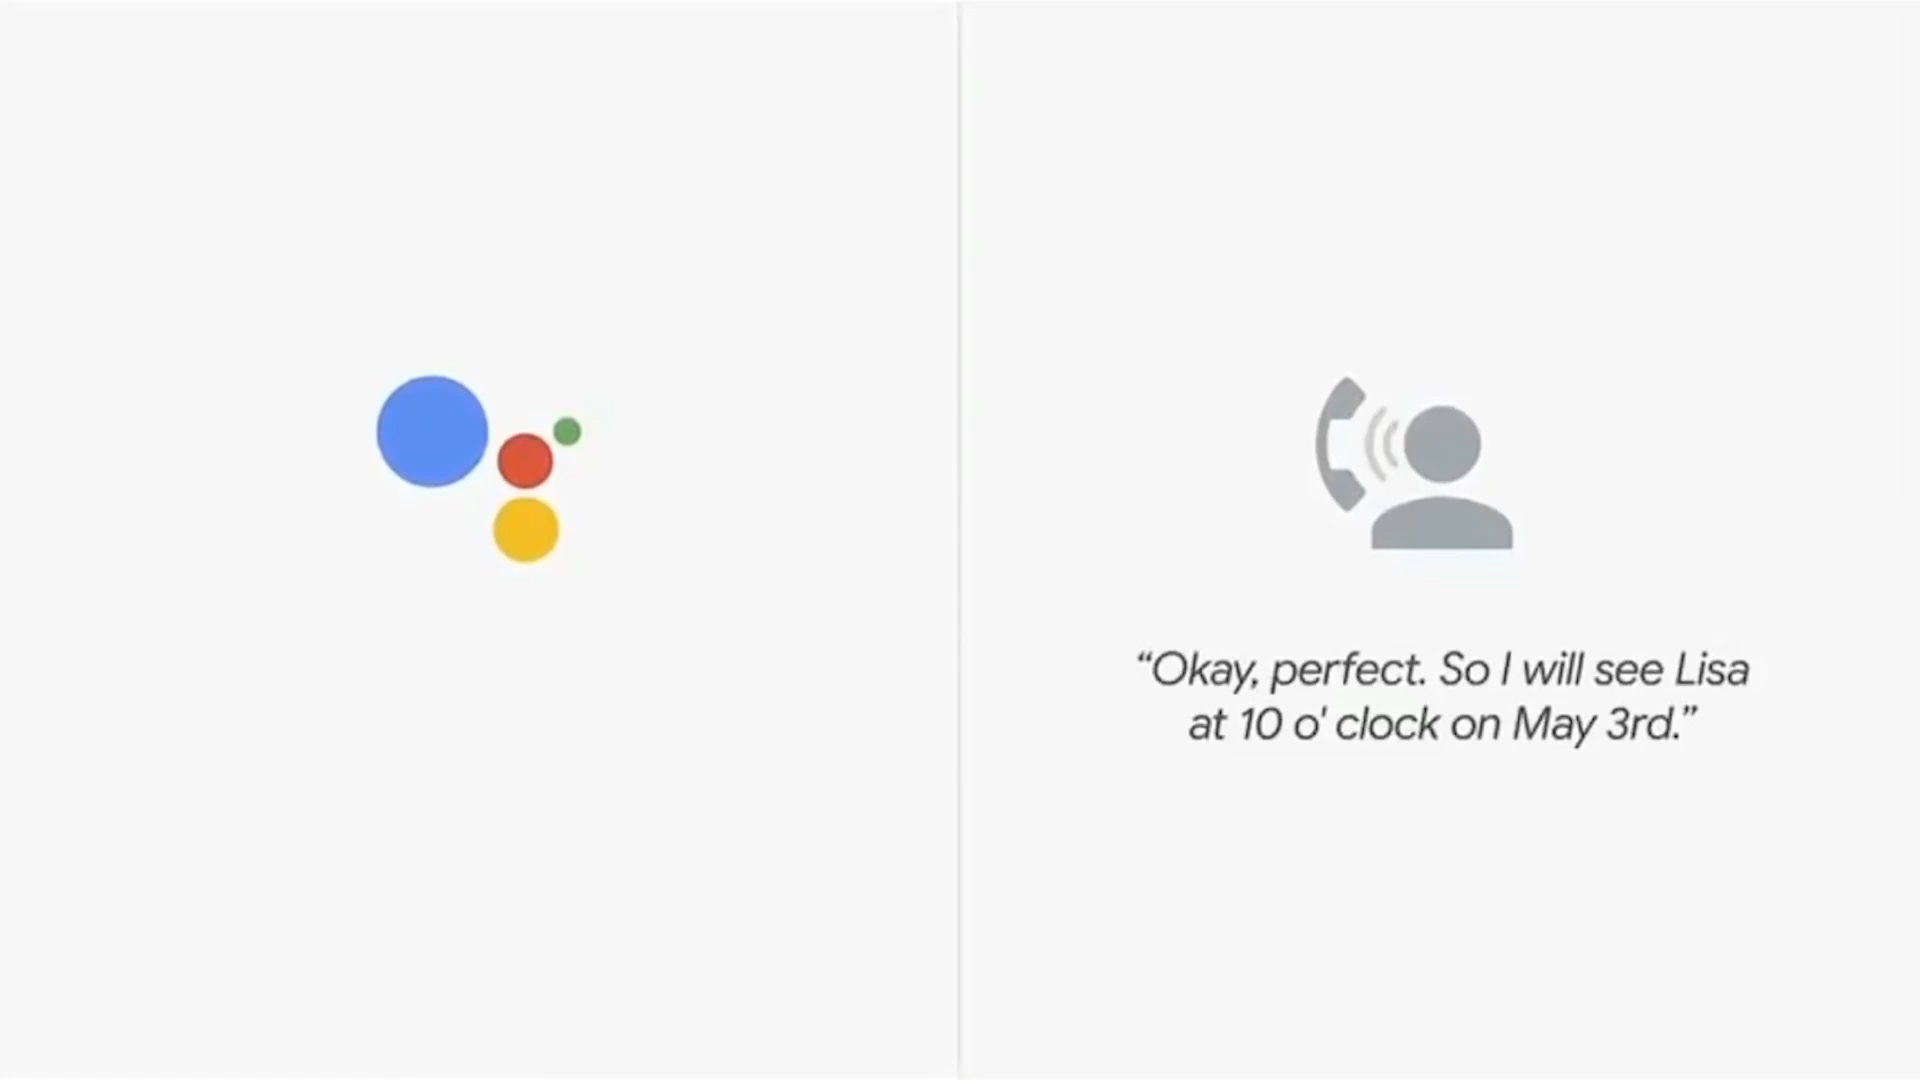 “Okay, perfect. So I will see Lisa
at 10 o' clock on May 3rd.”